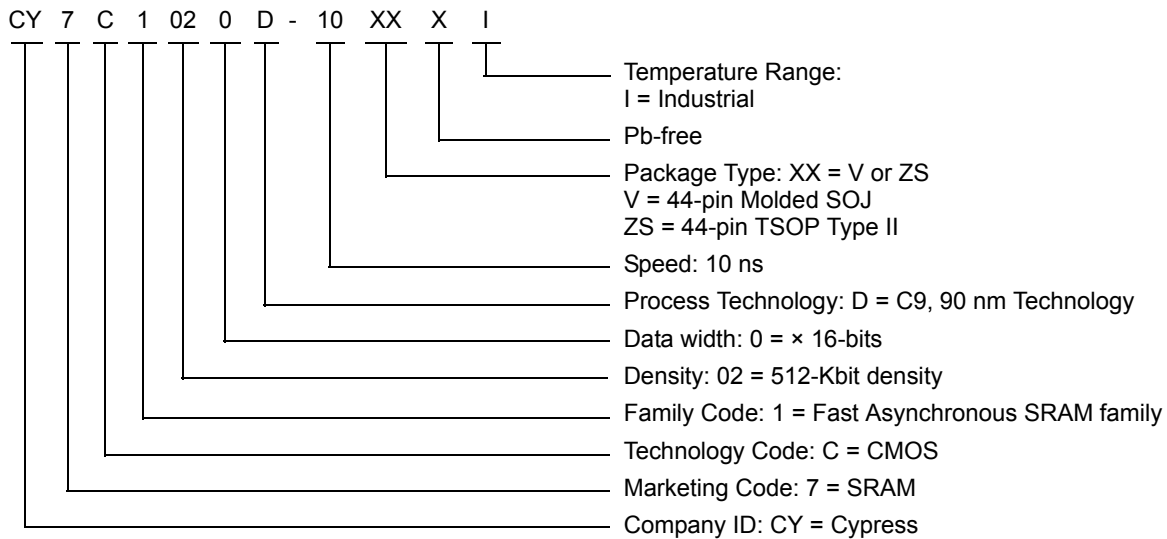 CY 7 C 1 02 0 D - 10 XX X I
Temperature Range:
I = Industrial
Pb-free
Package Type: XX = V or ZS
V = 44-pin Molded SOJ
ZS = 44-pin TSOP Type II
Speed: 10 ns
Process Technology: D = C9, 90 nm Technology
Data width: 0 = × 16-bits
Density: 02 = 512-Kbit density
Family Code: 1 = Fast Asynchronous SRAM family
Technology Code: C = CMOS
Marketing Code: 7 = SRAM
Company ID: CY = Cypress